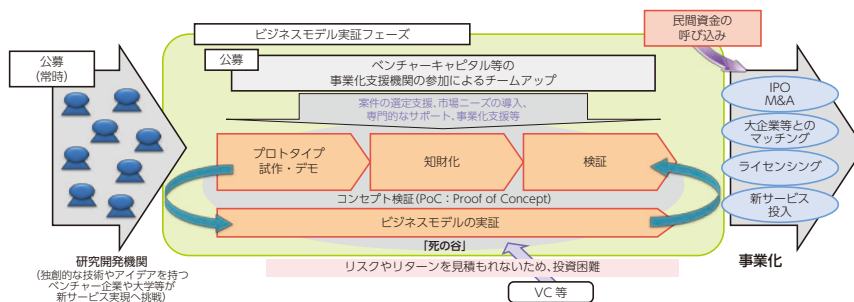 民間資金の
呼び込み
ビジネスモデル実証フェーズ
公募
(常時)
公募
ベンチャーキャピタル等の
事業化支援機関の参加によるチームアップ
案件の選定支援、市場ニーズの導入、
専門的なサポート、事業化支援等
プロトタイプ
試作・デモ
知財化
検証
コンセプト検証(PoC:Proof of Concept)
ビジネスモデルの実証
「死の谷」
リスクやリターンを見積もれないため、投資困難
VC 等
研究開発機関
(独創的な技術やアイデアを持つ
ベンチャー企業や大学等が
新サービス実現へ挑戦)
IPO
M&A
大企業等との
マッチング
ライセンシング
新サービス
投入
事業化